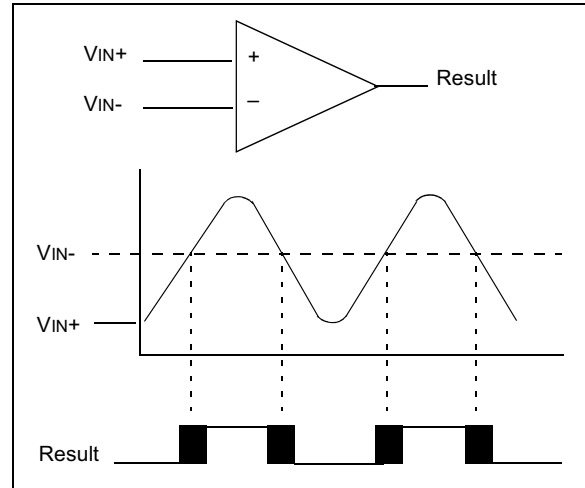 VIN+
+
Result
VIN-
–
VIN-
VIN+
Result